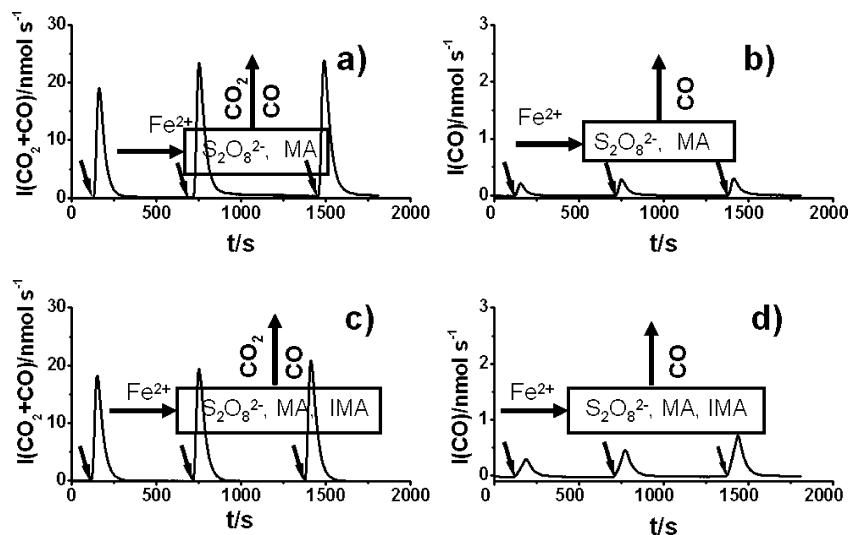 a)
I(CO₂+CO)/nmol s⁻¹
30
20
10
0
CO₂
CO
Fe²⁺
S₂O₈²⁻, MA
0 500 1000 1500 2000
t/s
b)
I(CO)/nmol s⁻¹
3
2
1
0
CO
Fe²⁺
S₂O₈²⁻, MA
0 500 1000 1500 2000
t/s
c)
I(CO₂+CO)/nmol s⁻¹
30
20
10
0
CO₂
CO
Fe²⁺
S₂O₈²⁻, MA, IMA
0 500 1000 1500 2000
t/s
d)
I(CO)/nmol s⁻¹
3
2
1
0
CO
Fe²⁺
S₂O₈²⁻, MA, IMA
0 500 1000 1500 2000
t/s